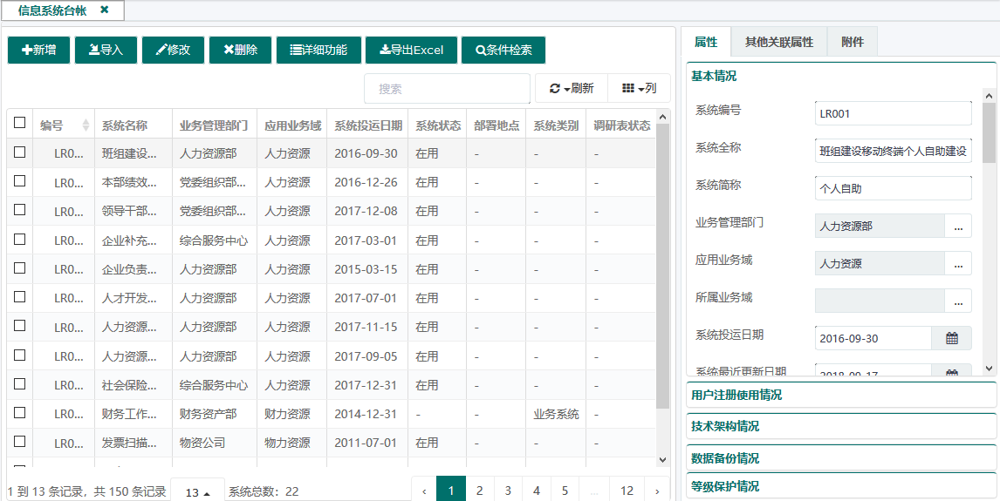 信息系统台帐 ✖
新增 导入 修改 删除 详细功能 导出Excel 条件检索
搜索 刷新 列
编号 系统名称 业务管理部门 应用业务域 系统投运日期 系统状态 部署地点 系统类别 调研表状态
LR0... 班组建设... 人力资源部 人力资源 2016-09-30 在用 - - -
LR0... 本部绩效... 党委组织部... 人力资源 2016-12-26 在用 - - -
LR0... 领导干部... 党委组织部... 人力资源 2017-12-08 在用 - - -
LR0... 企业补充... 综合服务中心 人力资源 2017-03-01 在用 - - -
LR0... 企业负责... 人力资源部 人力资源 2015-03-15 在用 - - -
LR0... 人才开发... 人力资源部 人力资源 2017-07-01 在用 - - -
LR0... 人力资源... 人力资源部 人力资源 2017-11-15 在用 - - -
LR0... 人力资源... 人力资源部 人力资源 2017-09-05 在用 - - -
LR0... 社会保险... 综合服务中心 人力资源 2017-12-31 在用 - - -
LR0... 财务工作... 财务资产部 财力资源 2014-12-31 - - 业务系统 -
LR0... 发票扫描... 物资公司 物力资源 2011-07-01 在用 - - -
1 到 13 条记录，共 150 条记录 13 系统总数：22 ‹ 1 2 3 4 5 ... 12 ›
属性 其他关联属性 附件
基本情况
系统编号 LR001
系统全称 班组建设移动终端个人自助建设
系统简称 个人自助
业务管理部门 人力资源部 ...
应用业务域 人力资源 ...
所属业务域 ...
系统投运日期 2016-09-30
系统最近更新日期 2018-09-17
用户注册使用情况
技术架构情况
数据备份情况
等级保护情况